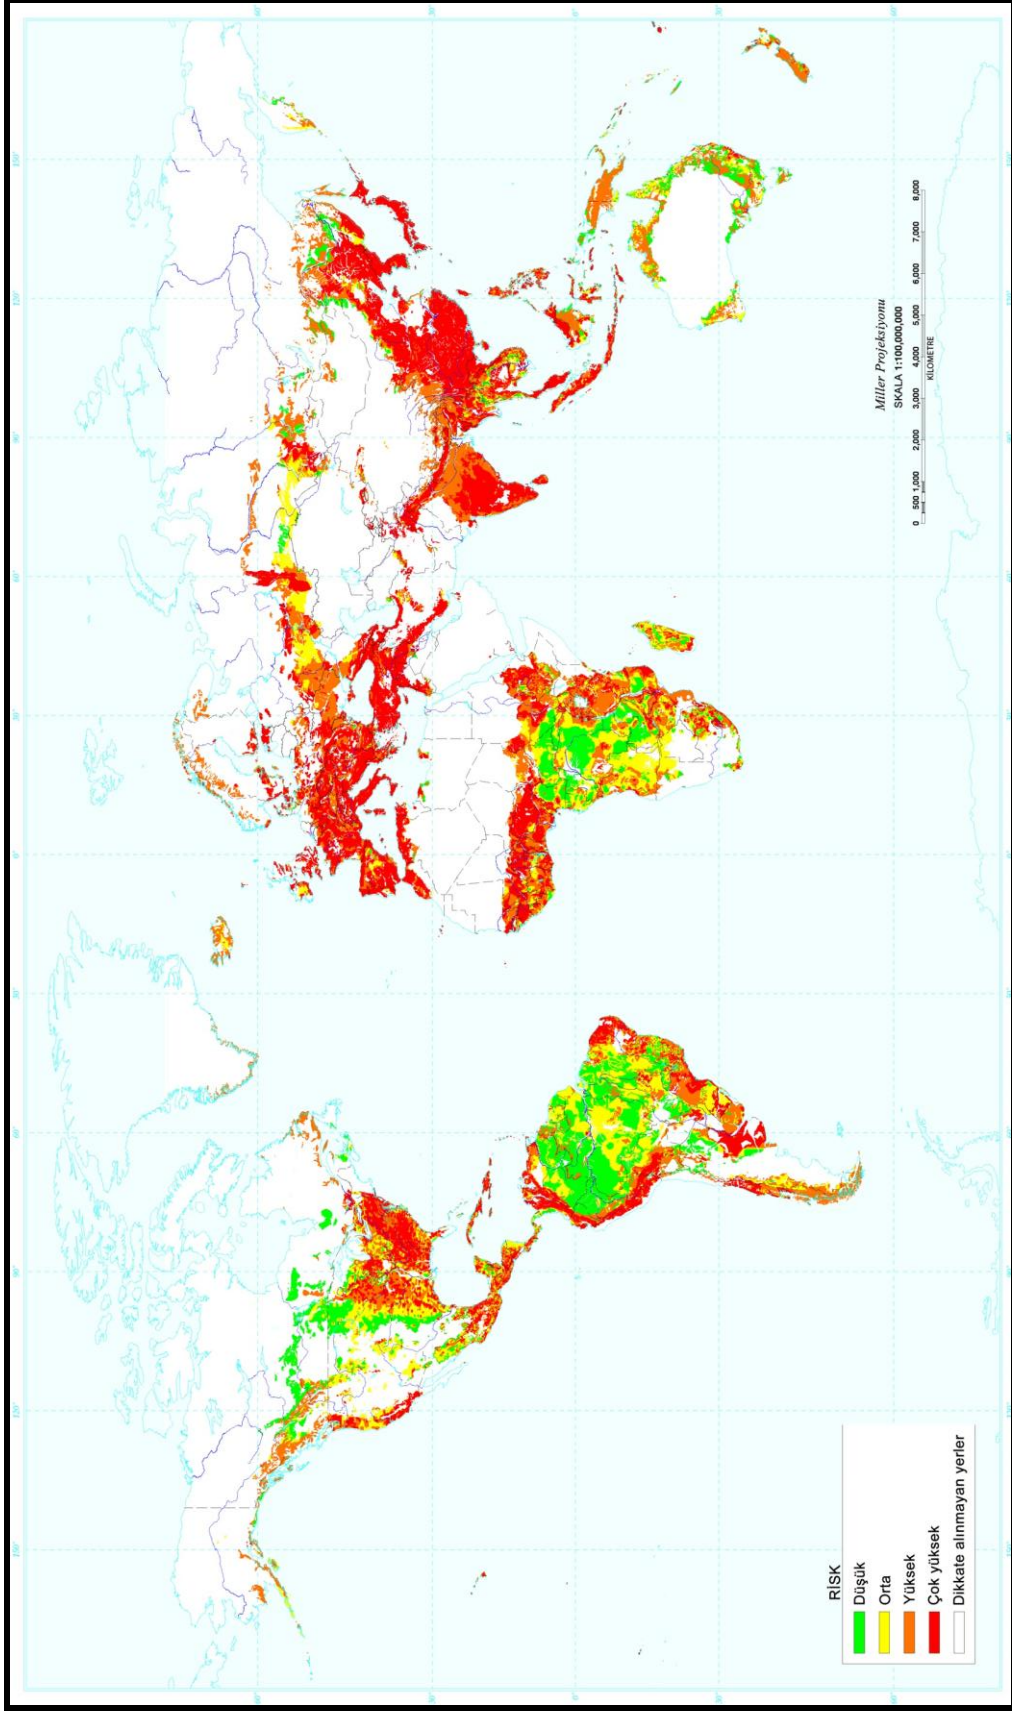 Miller Projeksiyonu
SKALA 1:100,000,000
0 500 1,000 2,000 3,000 4,000 5,000 6,000 7,000 8,000
KİLOMETRE
RİSK
Düşük
Orta
Yüksek
Çok yüksek
Dikkate alınmayan yerler